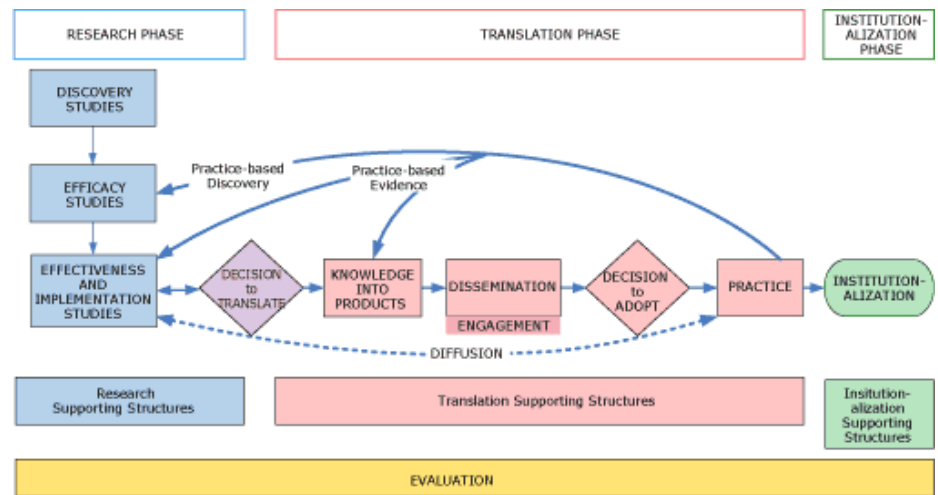 RESEARCH PHASE
TRANSLATION PHASE
INSTITUTION-
ALIZATION
PHASE
DISCOVERY
STUDIES
Practice-based
Discovery
Practice-based
Evidence
EFFICACY
STUDIES
EFFECTIVENESS
AND
IMPLEMENTATION
STUDIES
DECISION
to
TRANSLATE
KNOWLEDGE
INTO
PRODUCTS
DISSEMINATION
ENGAGEMENT
DECISION
to
ADOPT
PRACTICE
INSTITUTION-
ALIZATION
DIFFUSION
Research
Supporting Structures
Translation Supporting Structures
Insitution-
alization
Supporting
Structures
EVALUATION